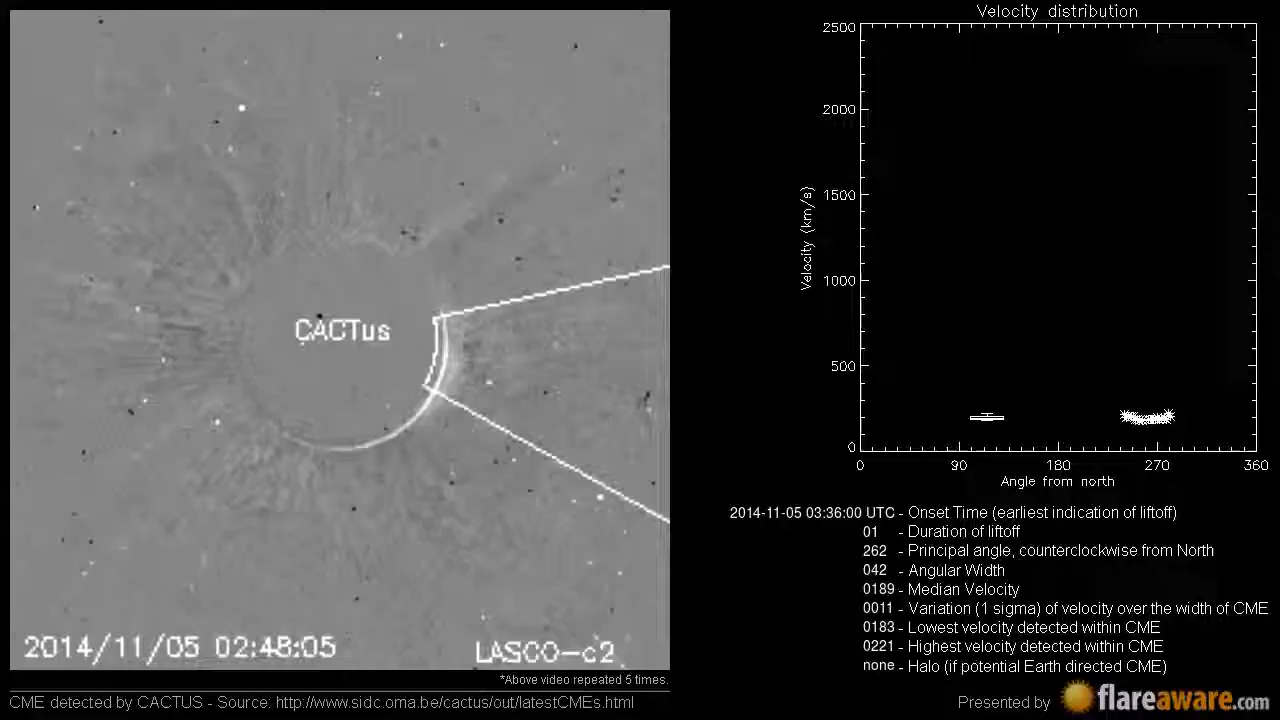 CACTus
2014/11/05 02:48:05
LASCO-c2
*Above video repeated 5 times.
CME detected by CACTUS - Source: http://www.sidc.oma.be/cactus/out/latestCMEs.html
Velocity distribution
2500
2000
1500
1000
500
0
Velocity (km/s)
0 90 180 270 360
Angle from north
2014-11-05 03:36:00 UTC - Onset Time (earliest indication of liftoff)
01 - Duration of liftoff
262 - Principal angle, counterclockwise from North
042 - Angular Width
0189 - Median Velocity
0011 - Variation (1 sigma) of velocity over the width of CME
0183 - Lowest velocity detected within CME
0221 - Highest velocity detected within CME
none - Halo (if potential Earth directed CME)
Presented by flareaware.com